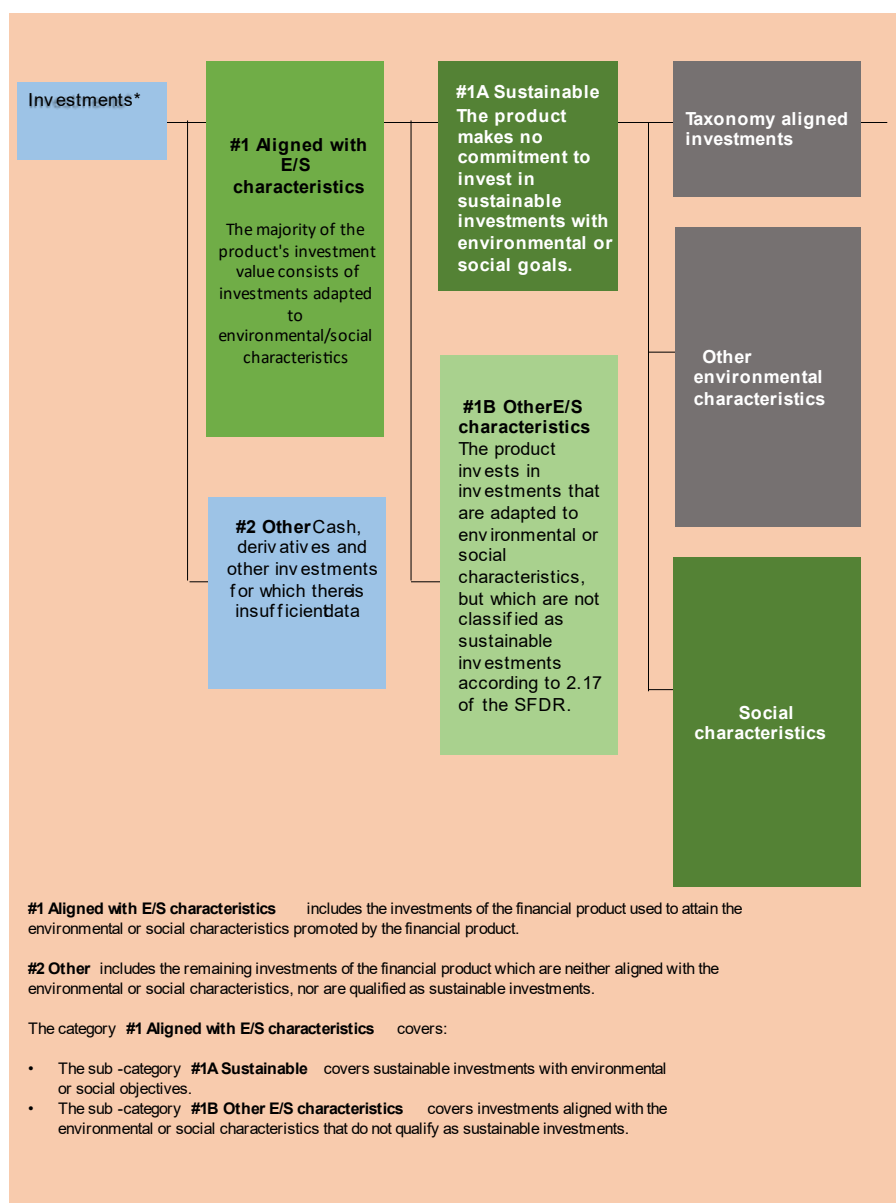 Investments*
#1 Aligned with
E/S
characteristics
The majority of the
product's investment
value consists of
investments adapted
to
environmental/social
characteristics
#2 Other Cash,
derivatives and
other investments
for which there is
insufficient data
#1A Sustainable
The product
makes no
commitment to
invest in
sustainable
investments with
environmental or
social goals.
#1B Other E/S
characteristics
The product
invests in
investments that
are adapted to
environmental or
social
characteristics,
but which are not
classified as
sustainable
investments
according to 2.17
of the SFDR.
Taxonomy aligned
investments
Other
environmental
characteristics
Social
characteristics
#1 Aligned with E/S characteristics includes the investments of the financial product used to attain the
environmental or social characteristics promoted by the financial product.
#2 Other includes the remaining investments of the financial product which are neither aligned with the
environmental or social characteristics, nor are qualified as sustainable investments.
The category #1 Aligned with E/S characteristics covers:
• The sub -category #1A Sustainable covers sustainable investments with environmental
or social objectives.
• The sub -category #1B Other E/S characteristics covers investments aligned with the
environmental or social characteristics that do not qualify as sustainable investments.